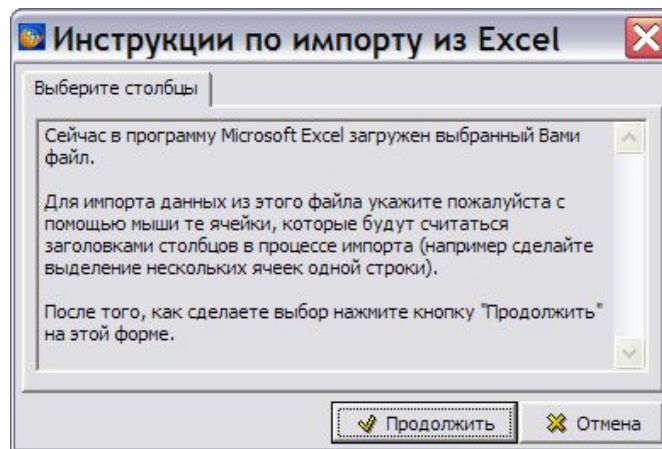 Инструкции по импорту из Excel
Выберите столбцы
Сейчас в программу Microsoft Excel загружен выбранный Вами
файл.
Для импорта данных из этого файла укажите пожалуйста с
помощью мыши те ячейки, которые будут считаться
заголовками столбцов в процессе импорта (например сделайте
выделение нескольких ячеек одной строки).
После того, как сделаете выбор нажмите кнопку "Продолжить"
на этой форме.
Продолжить
Отмена